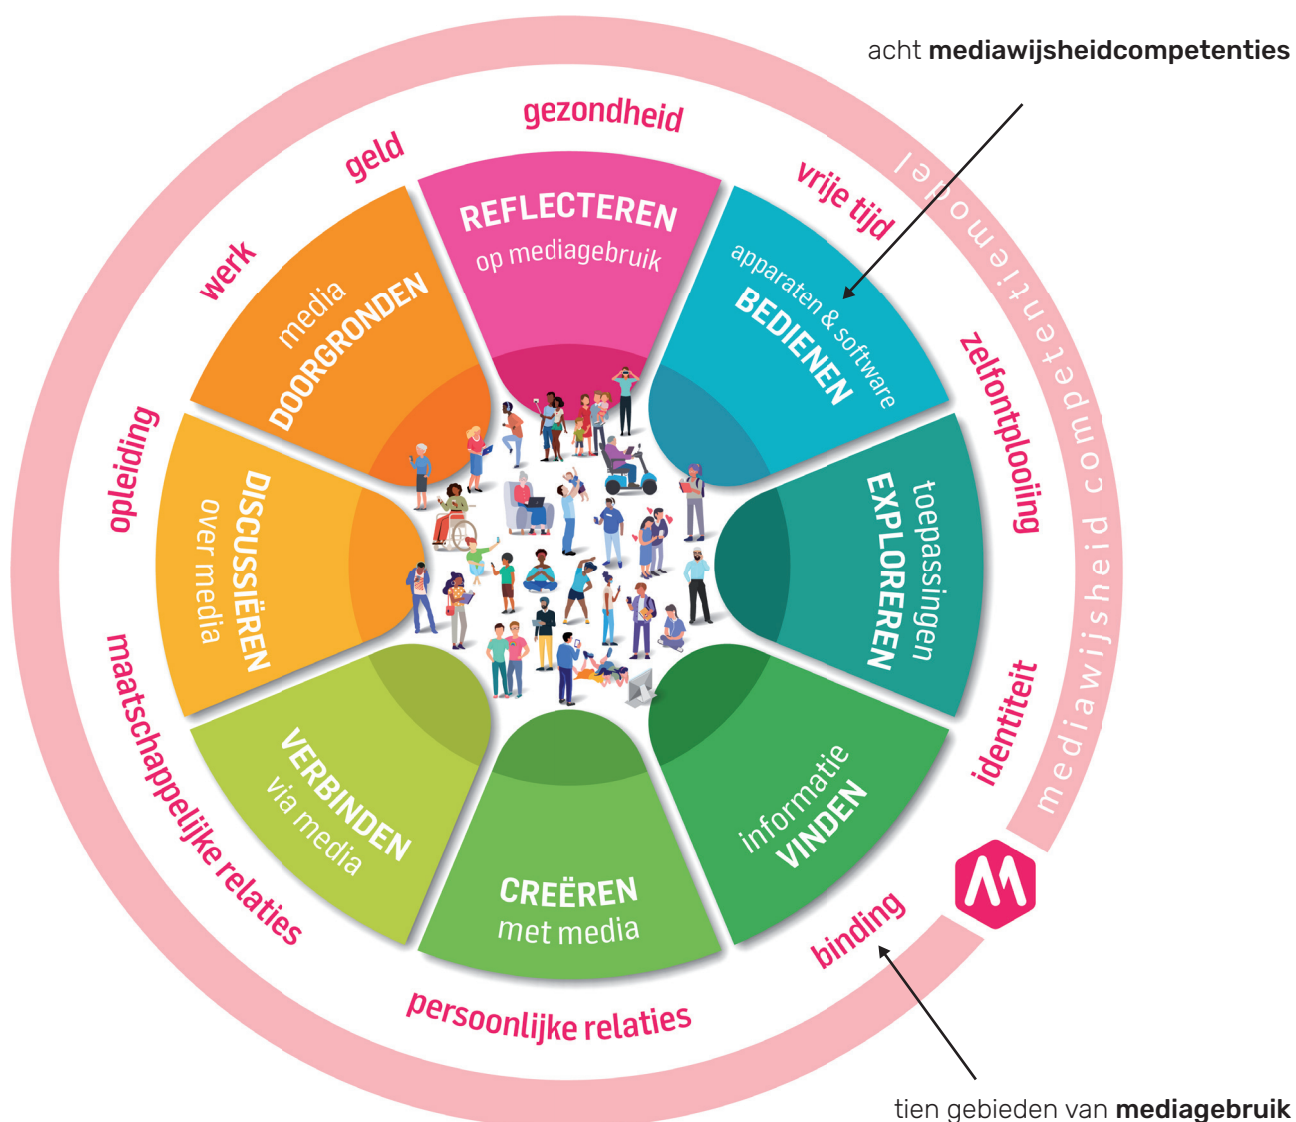 acht mediawijsheidcompetenties
gezondheid
vrije tijd
zelfontplooiing
identiteit
binding
persoonlijke relaties
maatschappelijke relaties
opleiding
werk
geld
mediawijsheid competentiemodel
REFLECTEREN
op mediagebruik
apparaten & software
BEDIENEN
toepassingen
EXPLOREREN
informatie
VINDEN
CREËREN
met media
VERBINDEN
via media
DISCUSSIËREN
over media
media
DOORGRONDEN
tien gebieden van mediagebruik